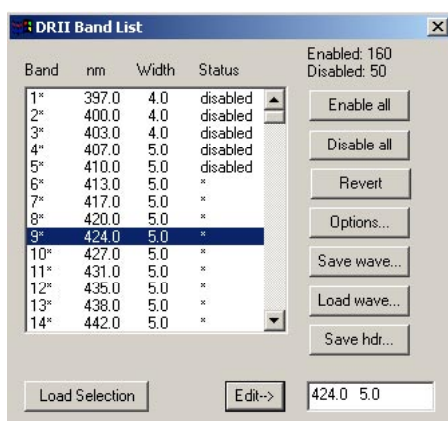 DRII Band List
Enabled: 160
Disabled: 50
Band nm Width Status
1* 397.0 4.0 disabled
2* 400.0 4.0 disabled
3* 403.0 4.0 disabled
4* 407.0 5.0 disabled
5* 410.0 5.0 disabled
6* 413.0 5.0 *
7* 417.0 5.0 *
8* 420.0 5.0 *
9* 424.0 5.0 *
10* 427.0 5.0 *
11* 431.0 5.0 *
12* 435.0 5.0 *
13* 438.0 5.0 *
14* 442.0 5.0 *
Enable all
Disable all
Revert
Options...
Save wave...
Load wave...
Save hdr...
Load Selection
Edit-->
424.0 5.0